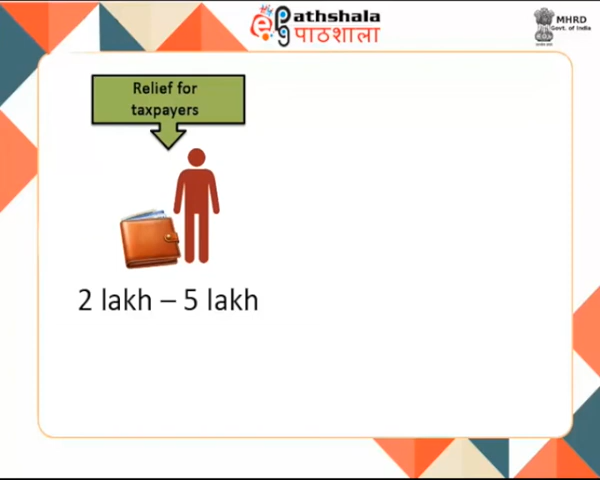 Pathshala
पाठशाला
MHRD
Govt. of India
Relief for
taxpayers
2 lakh – 5 lakh